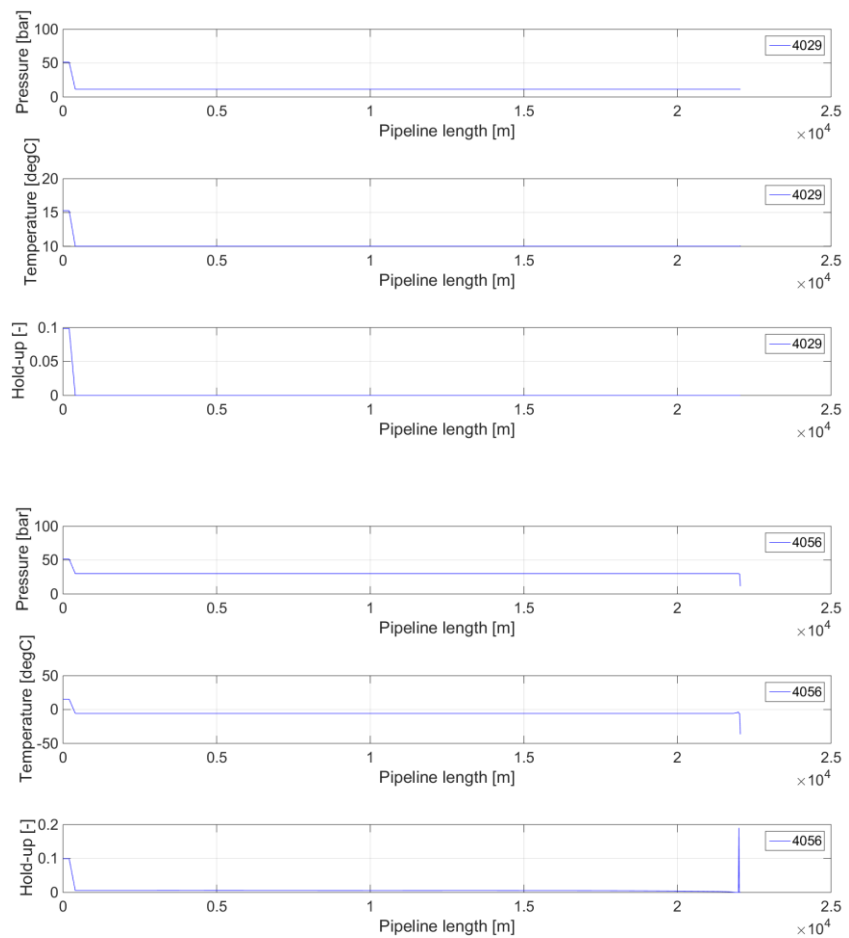 Pressure [bar]
100
50
0
4029
0 0.5 1 1.5 2 2.5
Pipeline length [m]
×10^4
Temperature [degC]
20
15
10
4029
0 0.5 1 1.5 2 2.5
Pipeline length [m]
×10^4
Hold-up [-]
0.1
0.05
0
4029
0 0.5 1 1.5 2 2.5
Pipeline length [m]
×10^4
Pressure [bar]
100
50
0
4056
0 0.5 1 1.5 2 2.5
Pipeline length [m]
×10^4
Temperature [degC]
50
0
-50
4056
0 0.5 1 1.5 2 2.5
Pipeline length [m]
×10^4
Hold-up [-]
0.2
0.1
0
4056
0 0.5 1 1.5 2 2.5
Pipeline length [m]
×10^4